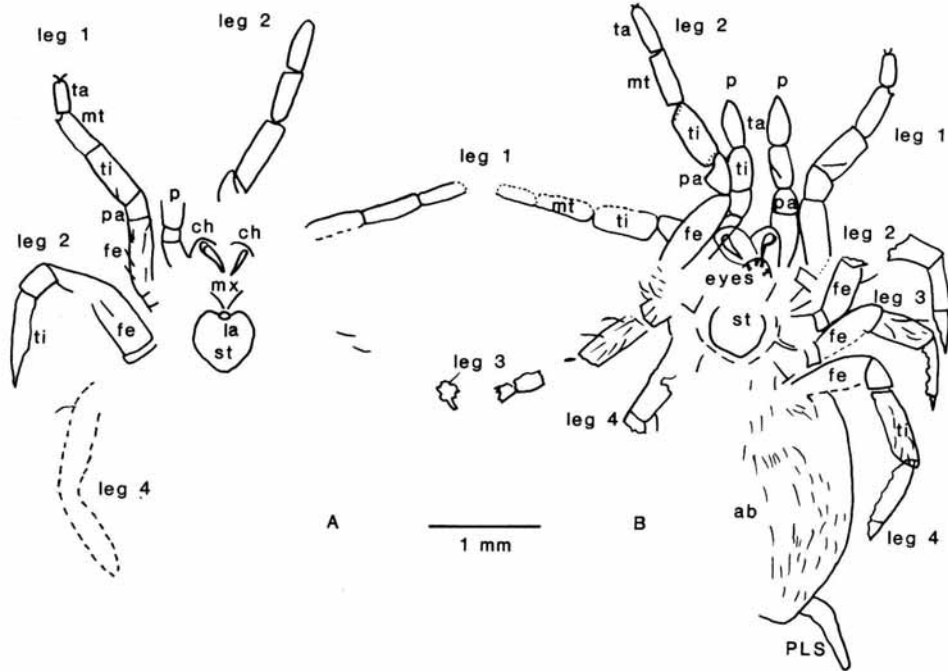 leg 1
leg 2
ta
mt
ti
pa
fe
p
ch
ch
mx
la
st
leg 2
ti
fe
leg 4
A
leg 1
leg 3
1 mm
B
leg 2
ta
mt
ti
pa
p
p
ta
ti
pa
leg 1
mt
ti
fe
eyes
leg 2
fe
leg 3
st
fe
fe
leg 4
ti
ab
leg 4
PLS